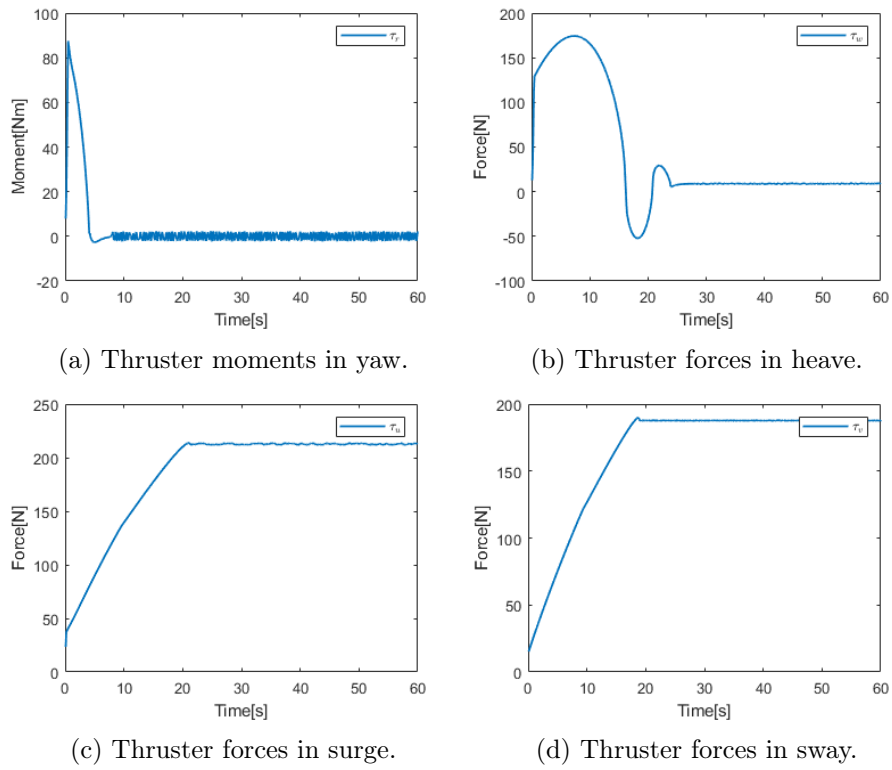 100
80
60
40
20
0
-20
Moment[Nm]
τ_r
0 10 20 30 40 50 60
Time[s]
(a) Thruster moments in yaw.
200
150
100
50
0
-50
-100
Force[N]
τ_w
0 10 20 30 40 50 60
Time[s]
(b) Thruster forces in heave.
250
200
150
100
50
0
Force[N]
τ_u
0 10 20 30 40 50 60
Time[s]
(c) Thruster forces in surge.
200
150
100
50
0
Force[N]
τ_v
0 10 20 30 40 50 60
Time[s]
(d) Thruster forces in sway.